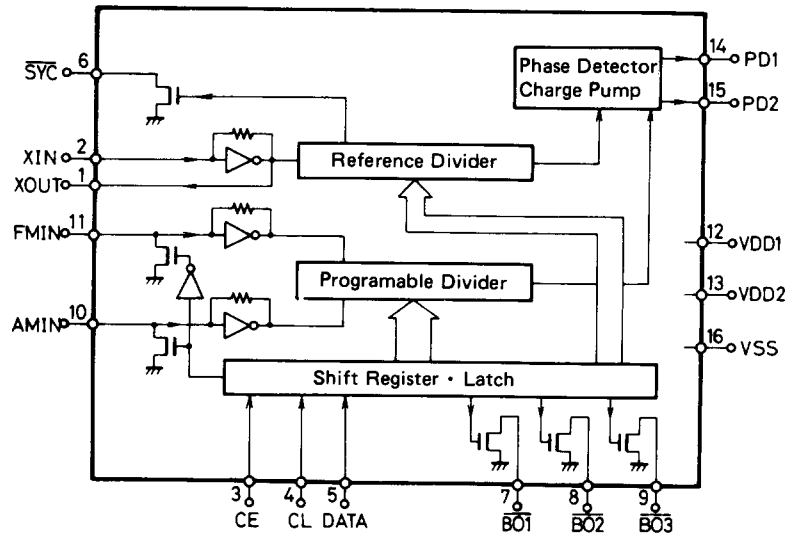 6
SYC
14
PD1
Phase Detector
Charge Pump
15
PD2
2
XIN
Reference Divider
1
XOUT
11
FMIN
12
VDD1
Programable Divider
13
VDD2
10
AMIN
16
VSS
Shift Register · Latch
3
4
5
7
8
9
CE
CL
DATA
BO1
BO2
BO3